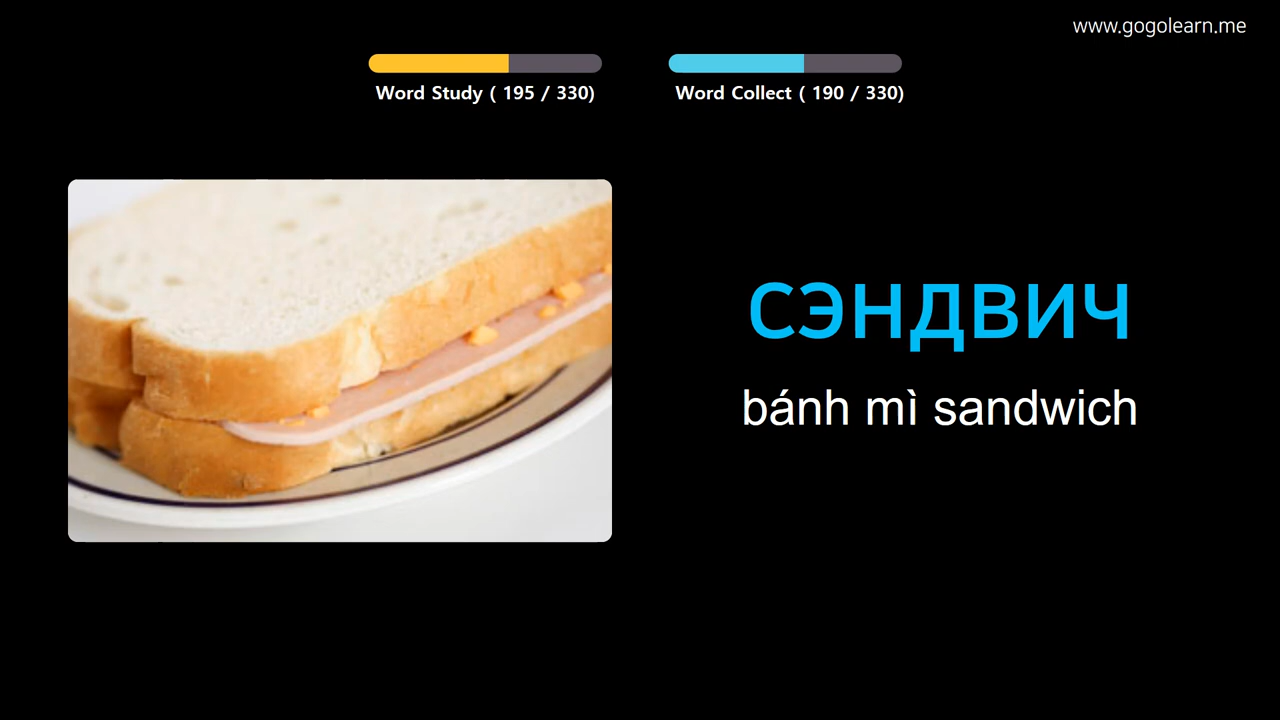 www.gogolearn.me
Word Study ( 195 / 330)
Word Collect ( 190 / 330)
сэндвич
bánh mì sandwich